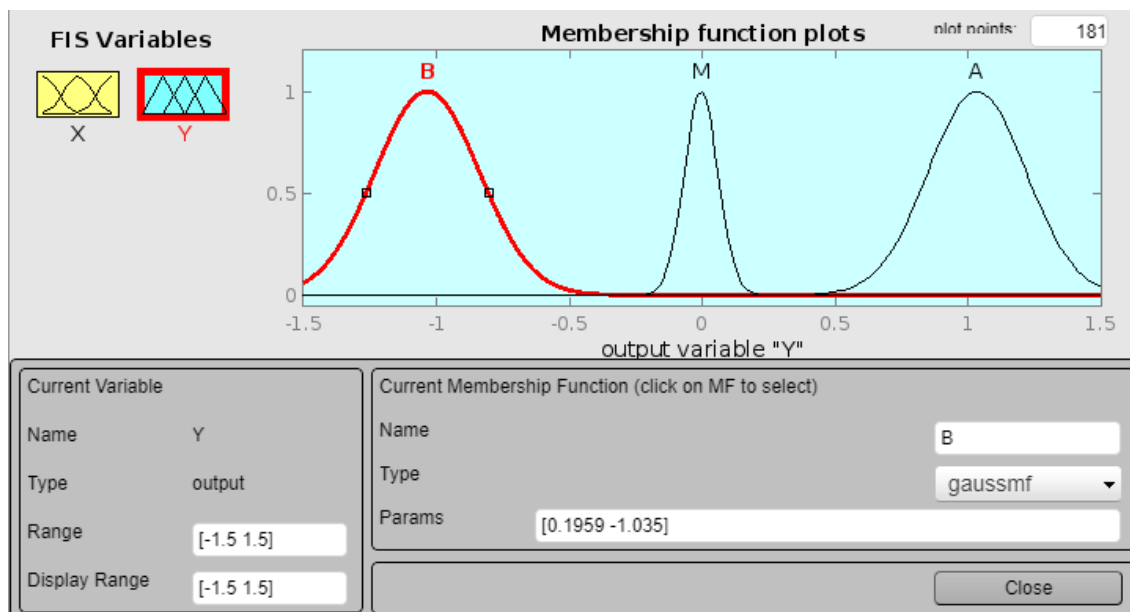 FIS Variables
X
Y
Membership function plots
plot points:
181
B
M
A
1
0.5
0
-1.5
-1
-0.5
0
0.5
1
1.5
output variable "Y"
Current Variable
Name
Y
Type
output
Range
[-1.5 1.5]
Display Range
[-1.5 1.5]
Current Membership Function (click on MF to select)
Name
B
Type
gaussmf
Params
[0.1959 -1.035]
Close